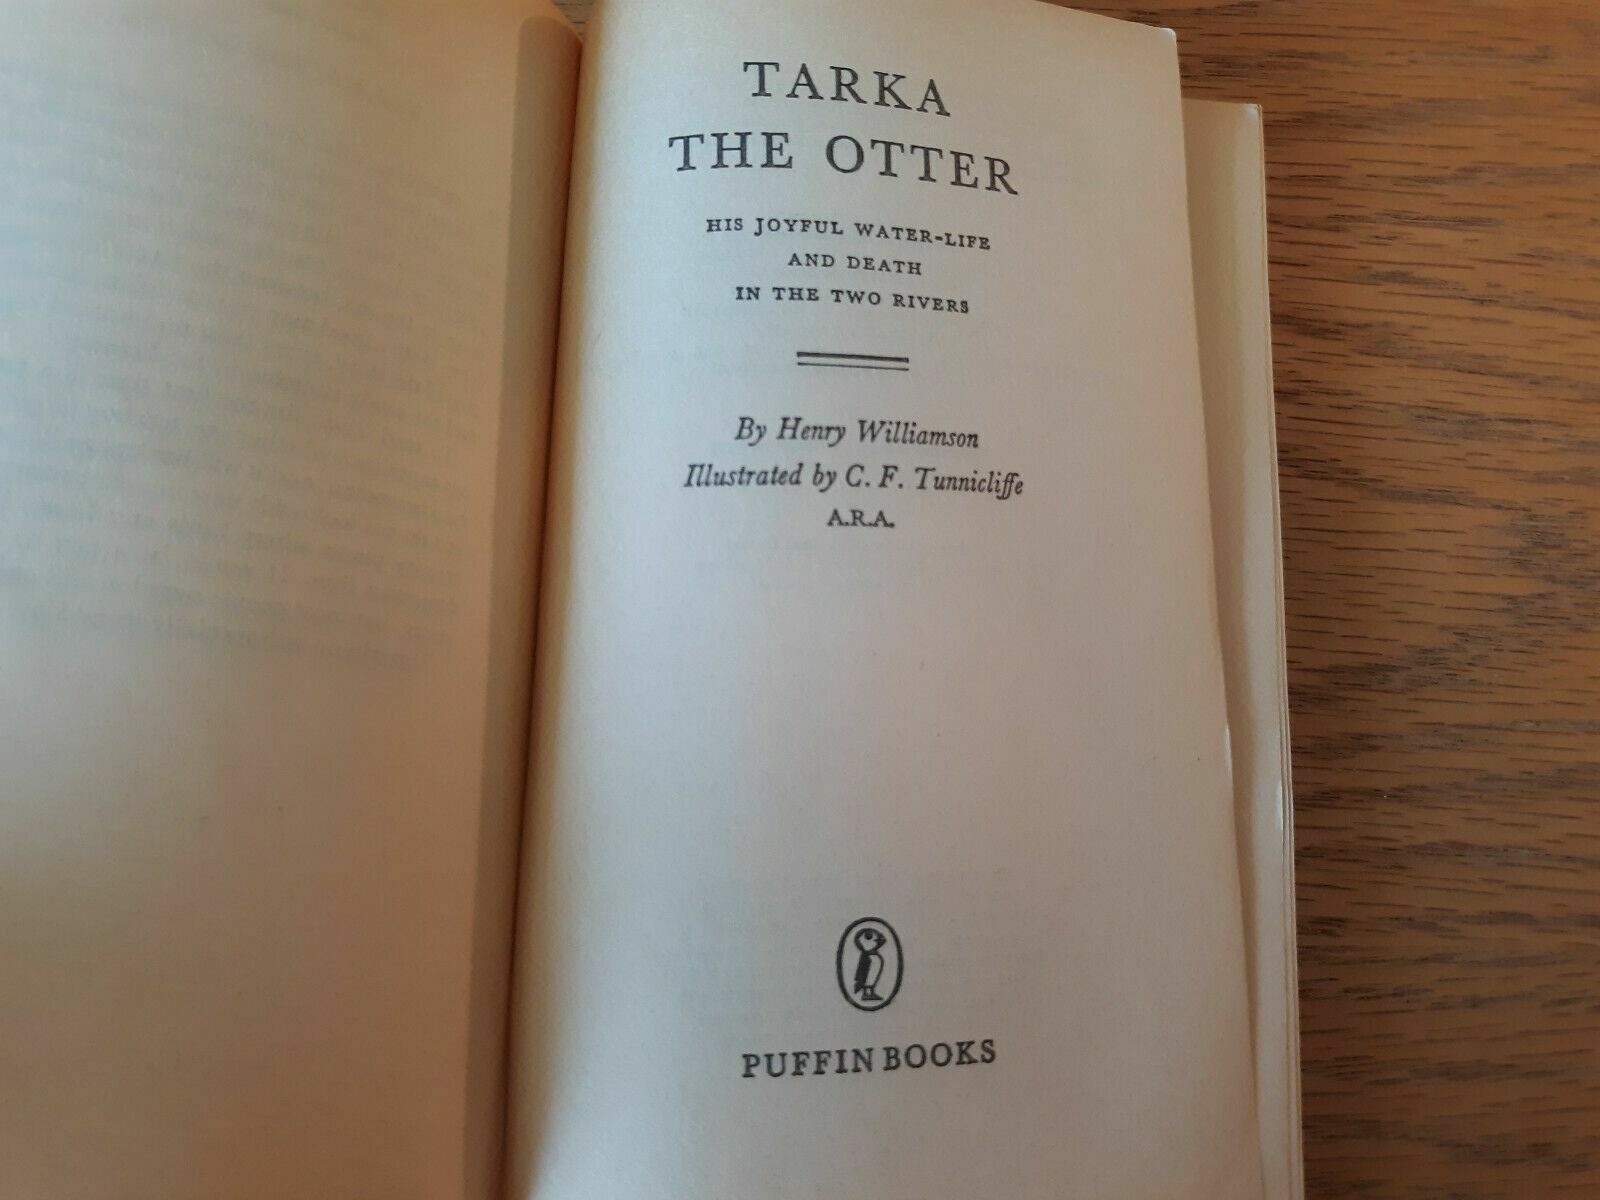 TARKA
THE OTTER
HIS JOYFUL WATER-LIFE
AND DEATH
IN THE TWO RIVERS
By Henry Williamson
Illustrated by C. F. Tunnicliffe
A.R.A.
PUFFIN BOOKS